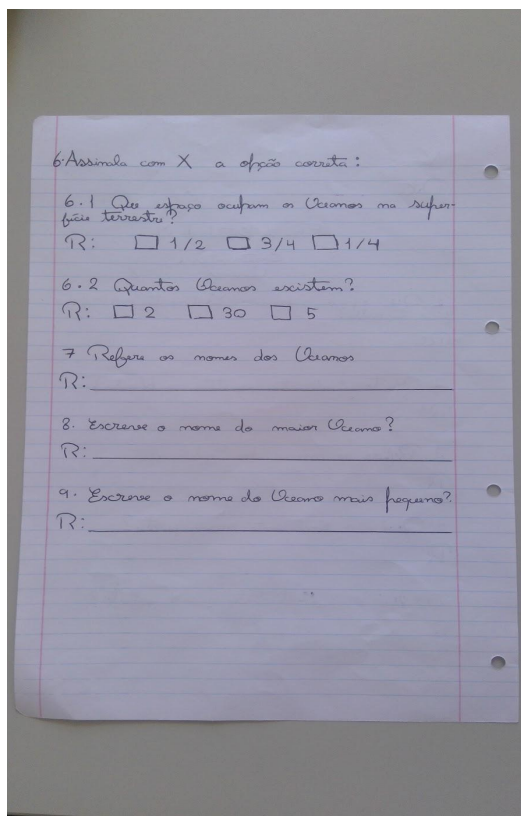 6. Assinala com X a opção correta:
6.1 Que espaço ocupam os Oceanos na super-
fície terrestre?
R: □ 1/2 □ 3/4 □ 1/4
6.2 Quantos Oceanos existem?
R: □ 2 □ 30 □ 5
7 Refere os nomes dos Oceanos
R:
8. Escreve o nome do maior Oceano?
R:
9. Escreve o nome do Oceano mais pequeno?
R: